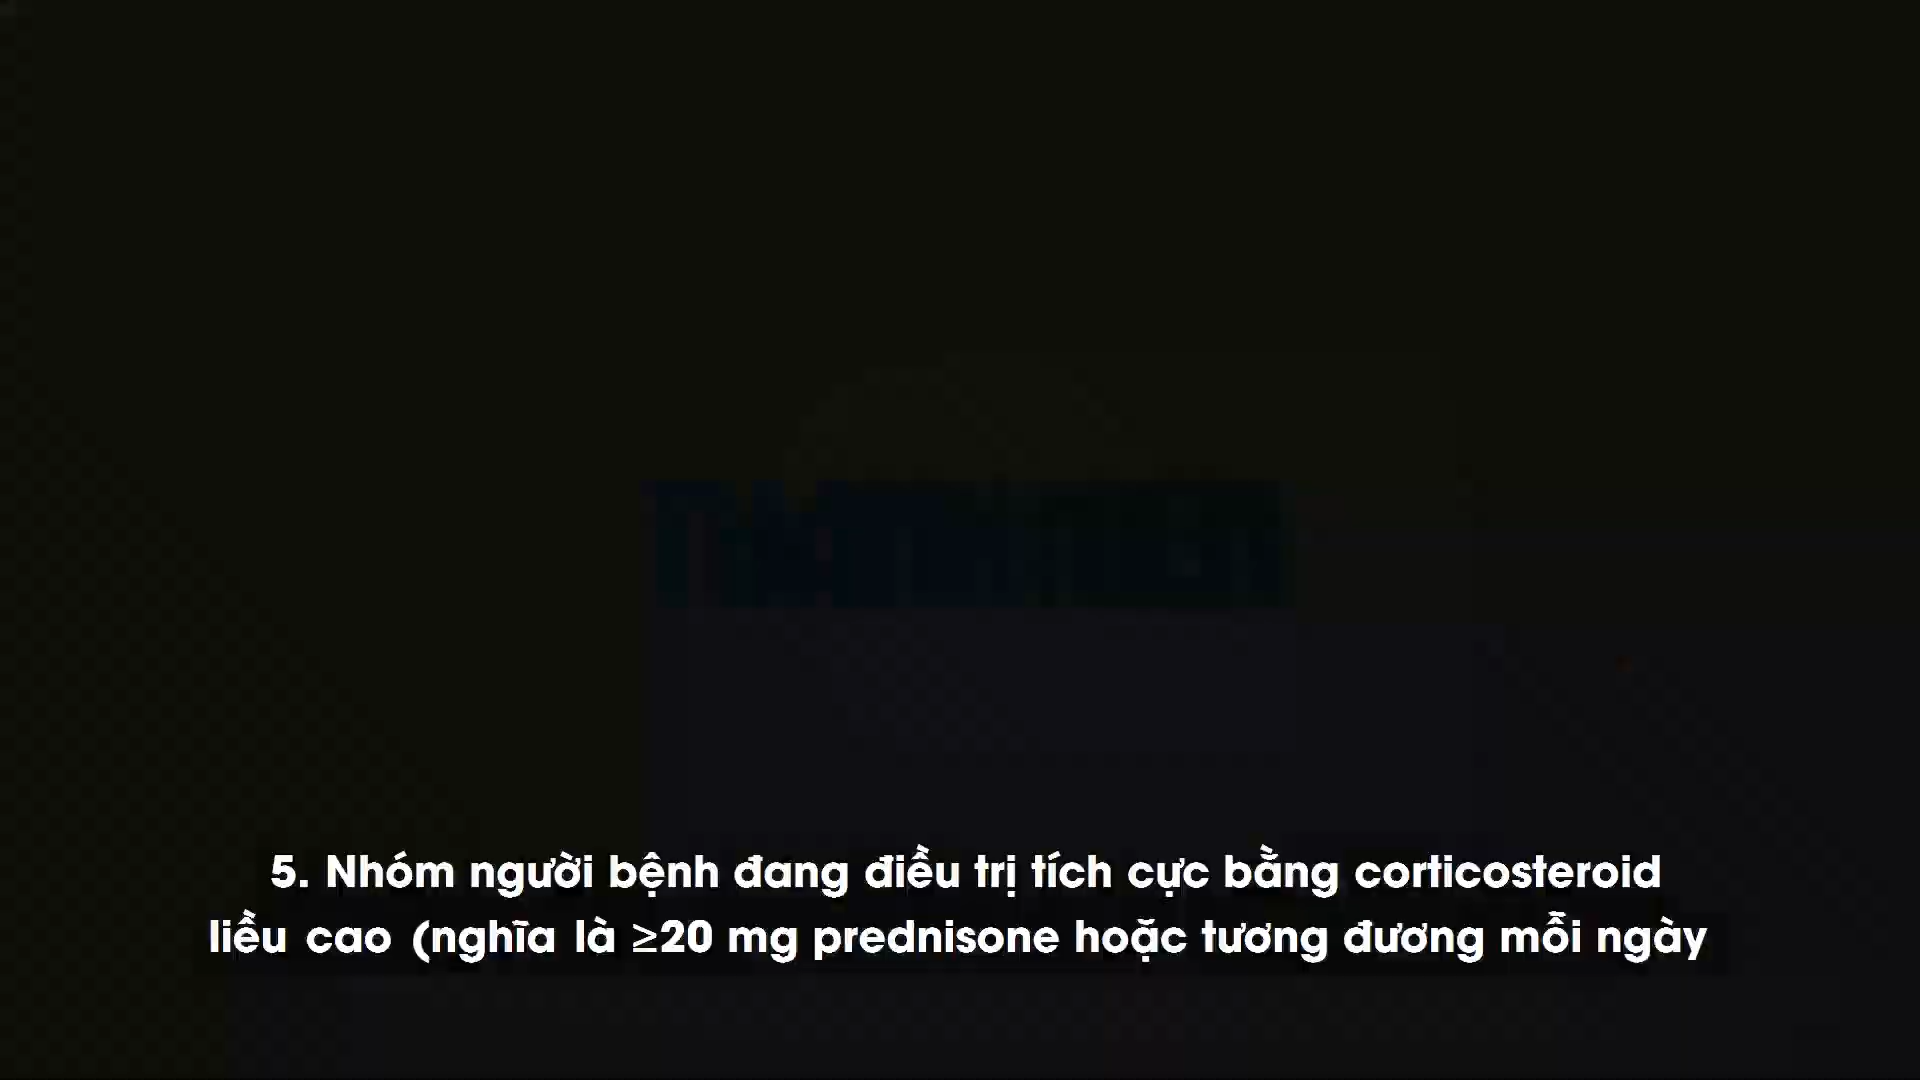 5. Nhóm người bệnh đang điều trị tích cực bằng corticosteroid
liều cao (nghĩa là ≥20 mg prednisone hoặc tương đương mỗi ngày